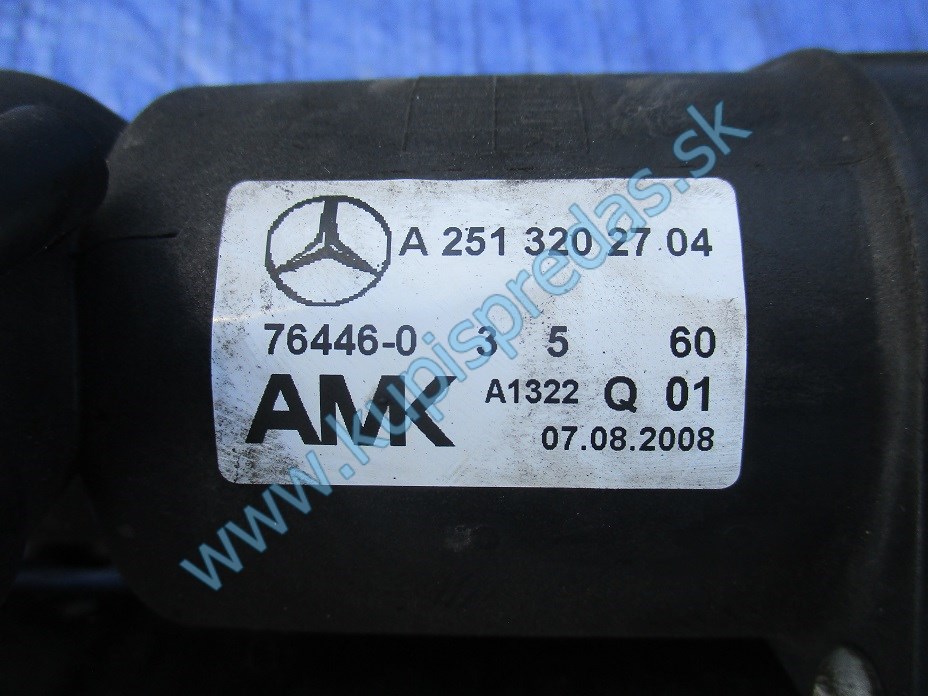 A 251 320 27 04
76446-0 3 5 60
AMK A1322 Q 01
07.08.2008
www.kupispredas.sk